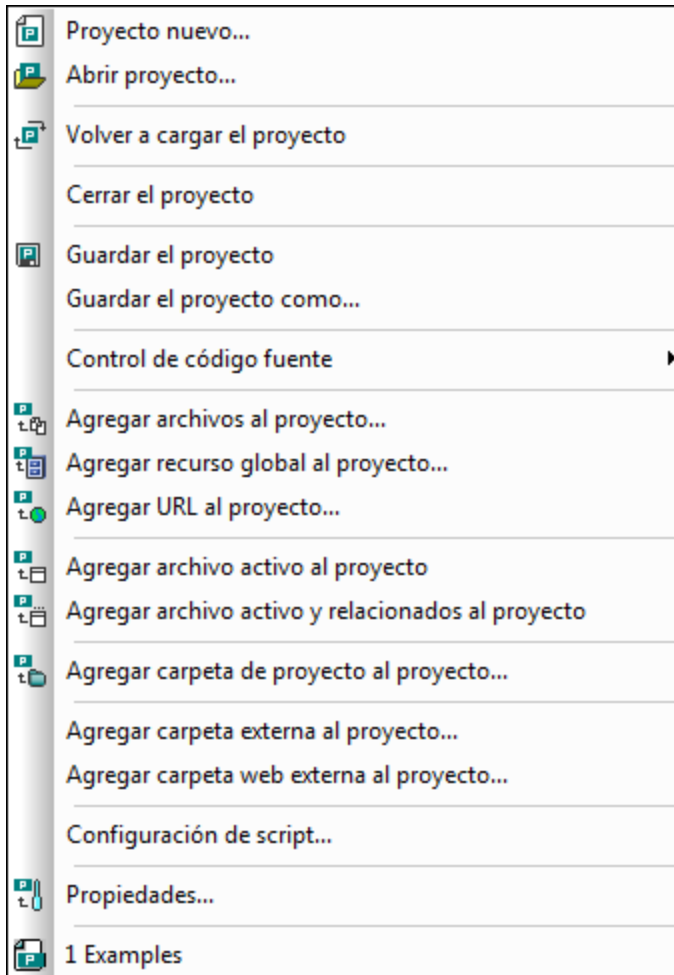 Proyecto nuevo...
Abrir proyecto...
Volver a cargar el proyecto
Cerrar el proyecto
Guardar el proyecto
Guardar el proyecto como...
Control de código fuente
Agregar archivos al proyecto...
Agregar recurso global al proyecto...
Agregar URL al proyecto...
Agregar archivo activo al proyecto
Agregar archivo activo y relacionados al proyecto
Agregar carpeta de proyecto al proyecto...
Agregar carpeta externa al proyecto...
Agregar carpeta web externa al proyecto...
Configuración de script...
Propiedades...
1 Examples